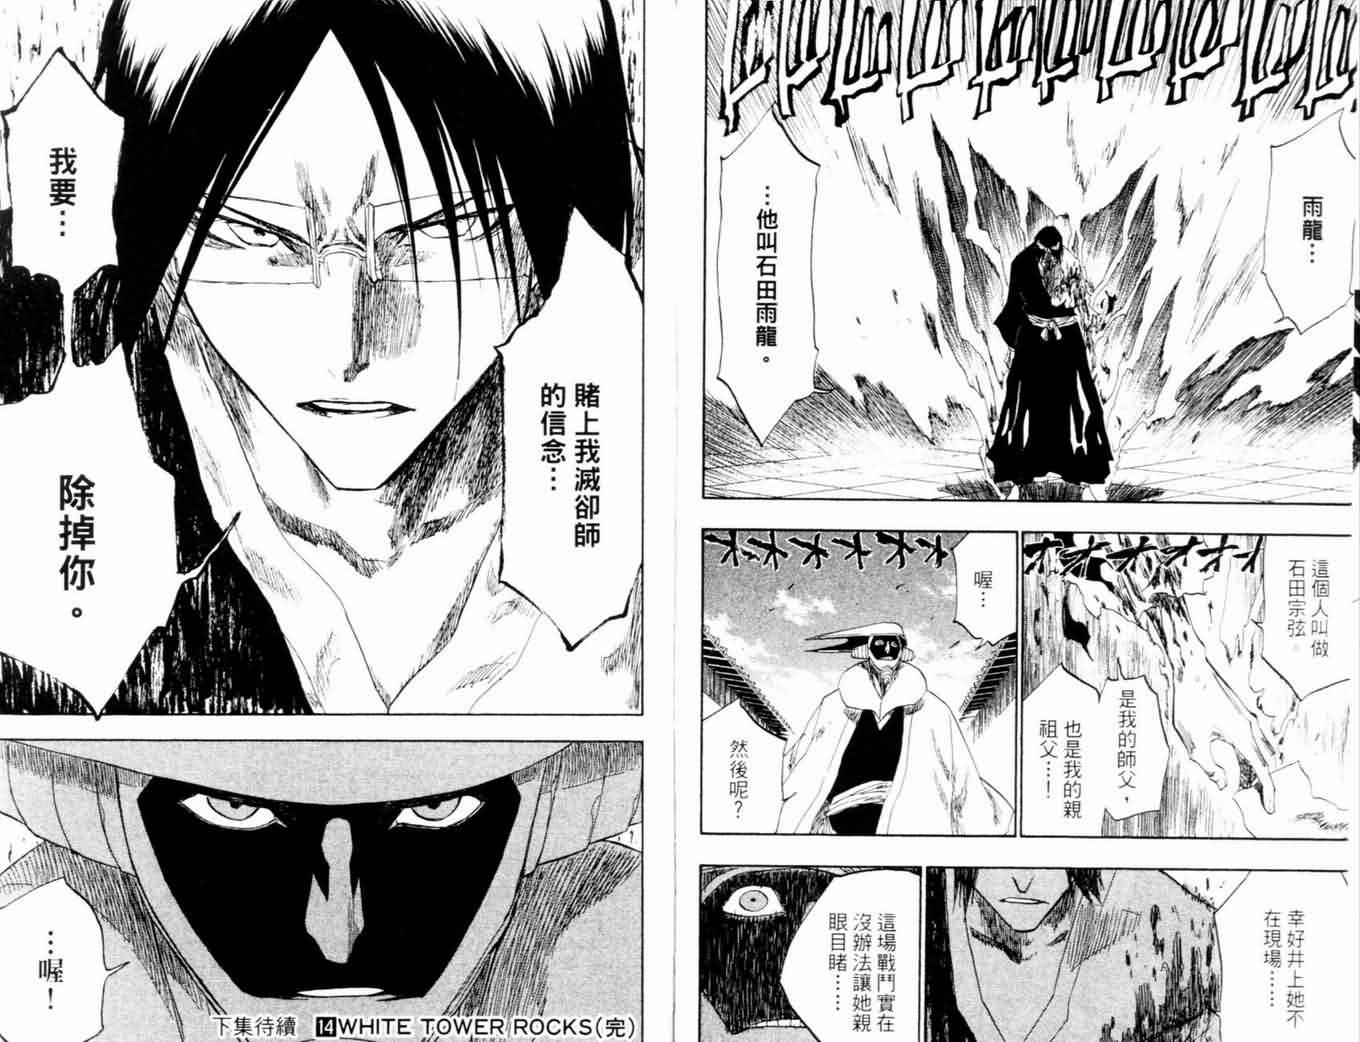 雨龍…
…他叫石田雨龍。
這個人叫做
石田宗弦。
是我的師父，
也是我的親
祖父…！
喔…
然後呢？
幸好井上她不
在現場……
這場戰鬥實在
沒辦法讓她親
眼目睹……
賭上我滅卻師
的信念…
我要…
除掉你。
…喔！
下集待續 14 WHITE TOWER ROCKS（完）